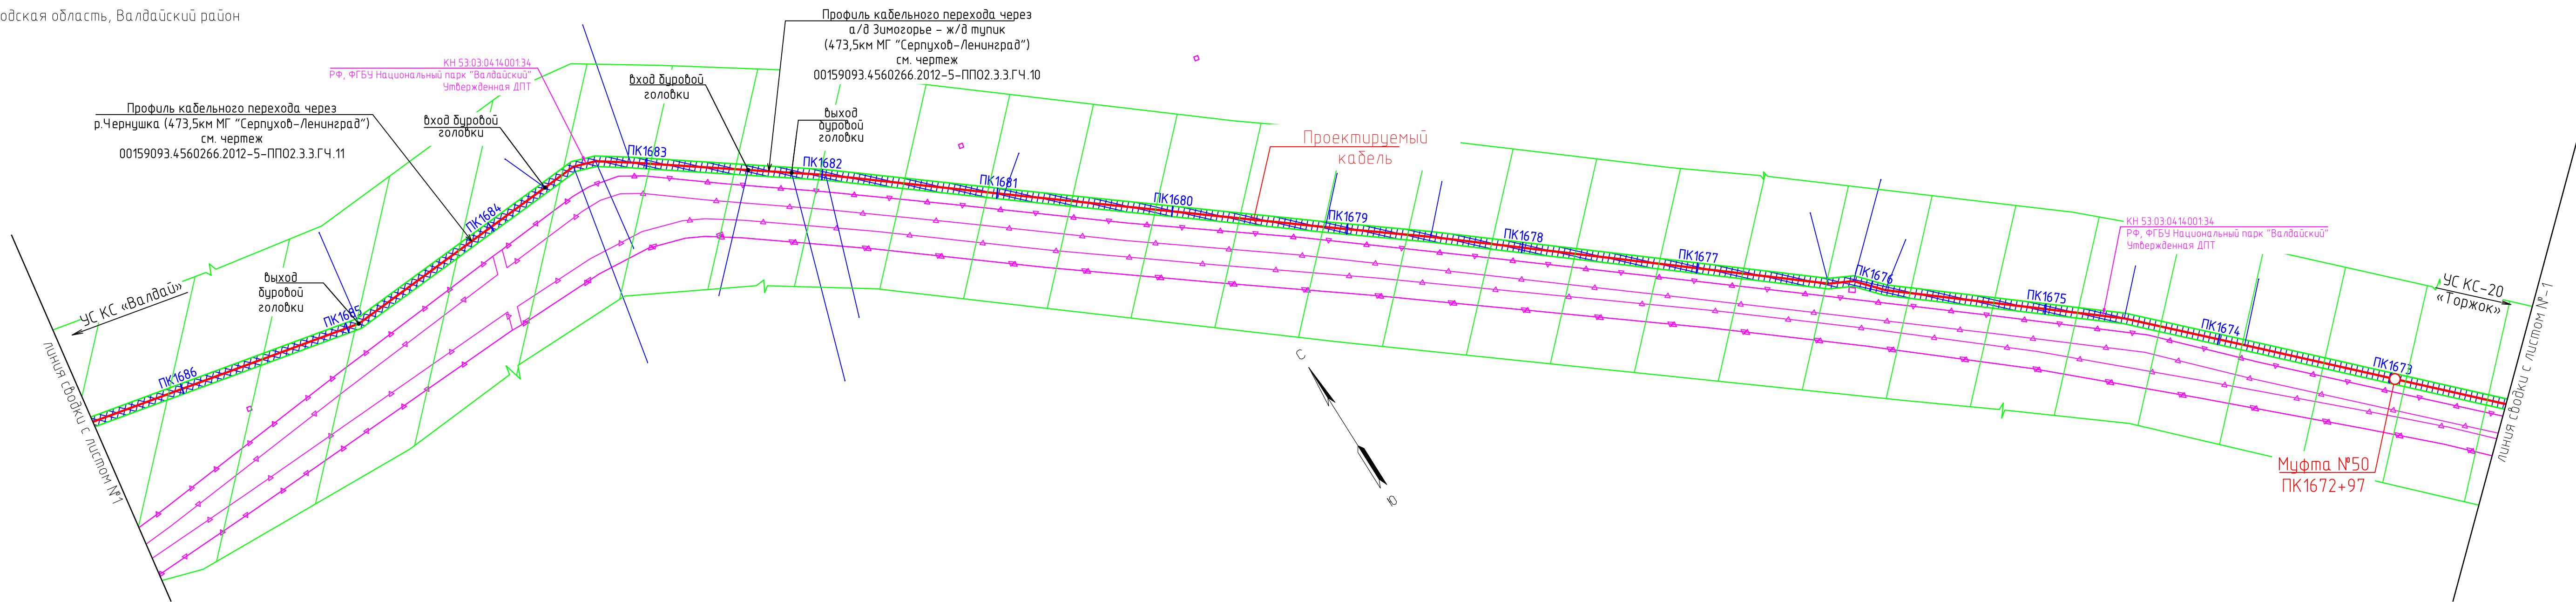 одская область, Валдайский район
Профиль кабельного перехода через
а/д Зимогорье - ж/д тупик
(473,5км МГ "Серпухов-Ленинград")
см. чертеж
00159093.4560266.2012-5-ППО2.3.3.ГЧ.10
КН 53:03:0414001:34
РФ, ФГБУ Национальный парк "Валдайский"
Утвержденная ДПТ
вход буровой
головки
Профиль кабельного перехода через
р.Чернушка (473,5км МГ "Серпухов-Ленинград")
см. чертеж
00159093.4560266.2012-5-ППО2.3.3.ГЧ.11
вход буровой
головки
выход
буровой
головки
Проектируемый
кабель
ПК1683
ПК1682
ПК1681
ПК1680
ПК1679
ПК1678
ПК1677
ПК1676
ПК1675
ПК1674
ПК1673
ПК1684
ПК1685
ПК1686
КН 53:03:0414001:34
РФ, ФГБУ Национальный парк "Валдайский"
Утвержденная ДПТ
выход
буровой
головки
УС КС «Валдай»
УС КС-20
«Торжок»
линия сводки с листом №1
линия сводки с листом №-1
С
Ю
Муфта №50
ПК1672+97